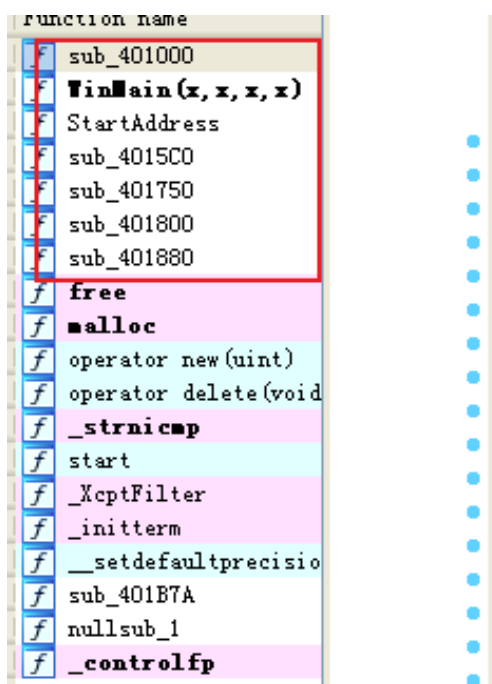 Function name
sub_401000
WinMain(x,x,x,x)
StartAddress
sub_4015C0
sub_401750
sub_401800
sub_401880
free
malloc
operator new(uint)
operator delete(void
_strnicmp
start
_XcptFilter
_initterm
__setdefaultprecisio
sub_401B7A
nullsub_1
_controlfp